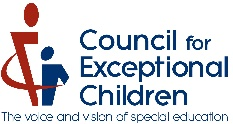 Council for
Exceptional
Children
The voice and vision of special education